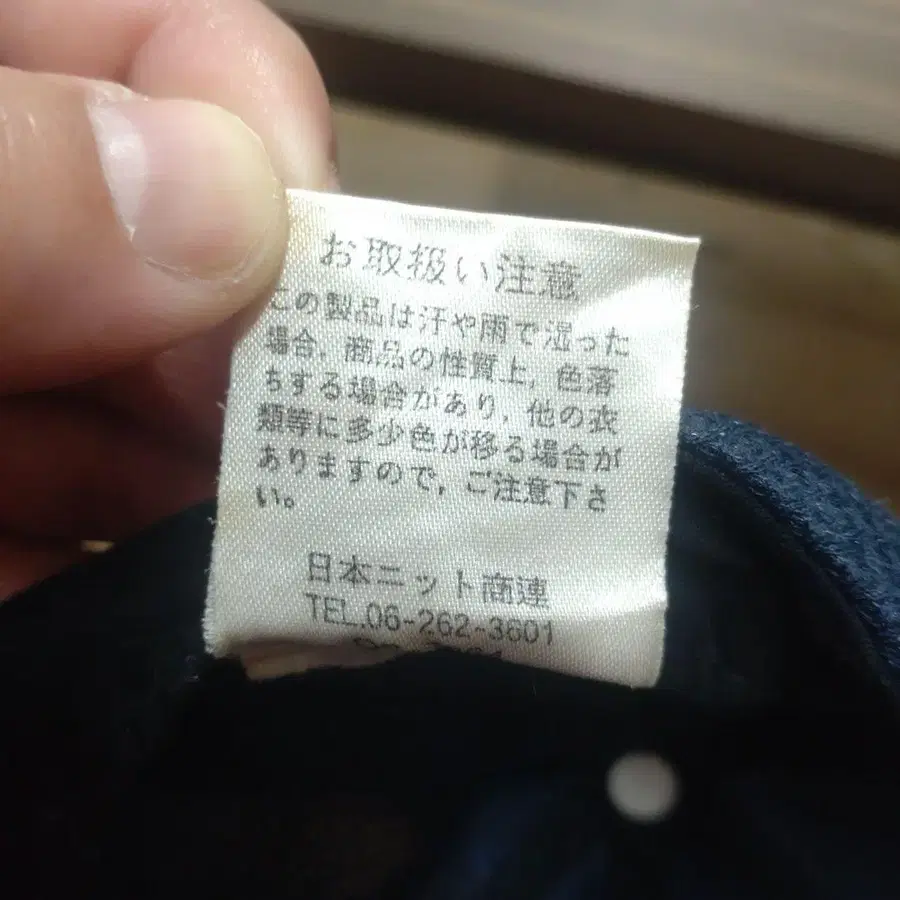 お取扱い注意
この製品は汗や雨で湿った
場合、商品の性質上、色落
ちする場合があり、他の衣
類等に多少色が移る場合が
ありますので、ご注意下さ
い。
日本ニット商連
TEL.06-262-3601